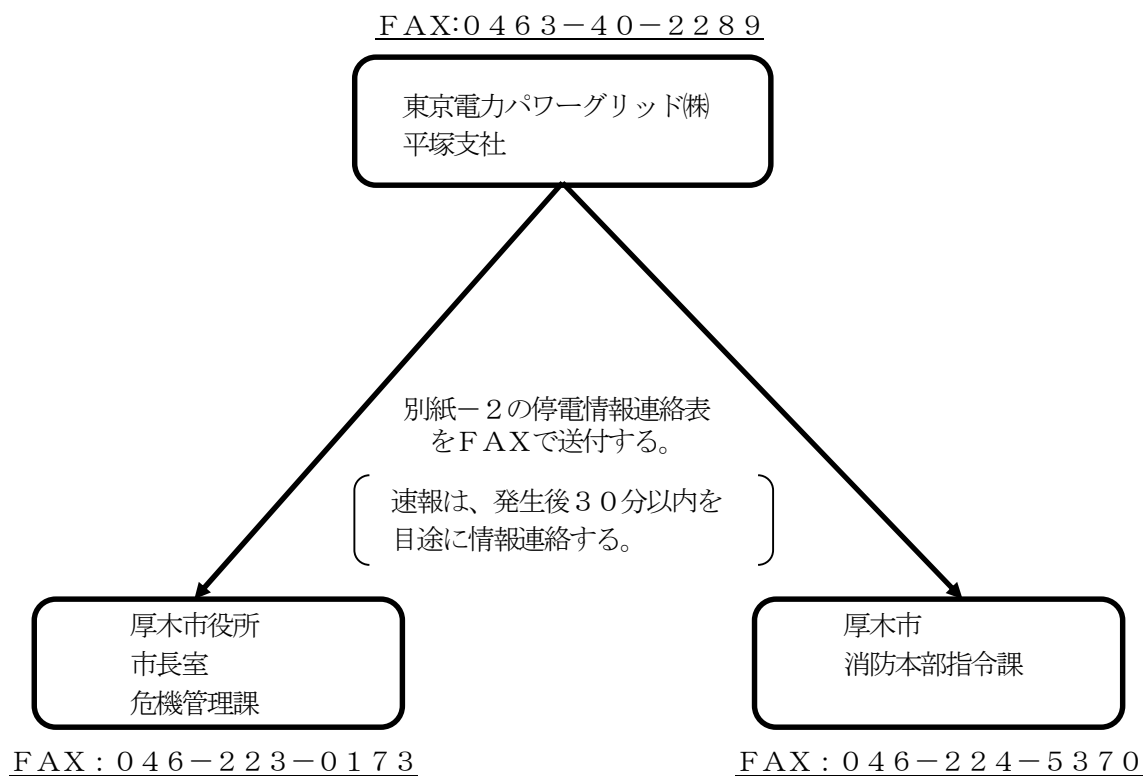 ＦＡＸ:０４６３－４０－２２８９
東京電力パワーグリッド㈱
平塚支社
別紙－２の停電情報連絡表
をＦＡＸで送付する。
速報は、発生後３０分以内を
目途に情報連絡する。
厚木市役所
市長室
危機管理課
ＦＡＸ：０４６－２２３－０１７３
厚木市
消防本部指令課
ＦＡＸ：０４６－２２４－５３７０